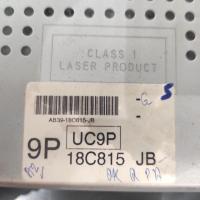 CLASS 1
LASER PRODUCT
AB39-18C815-JB
9P UC9P
18C815 JB